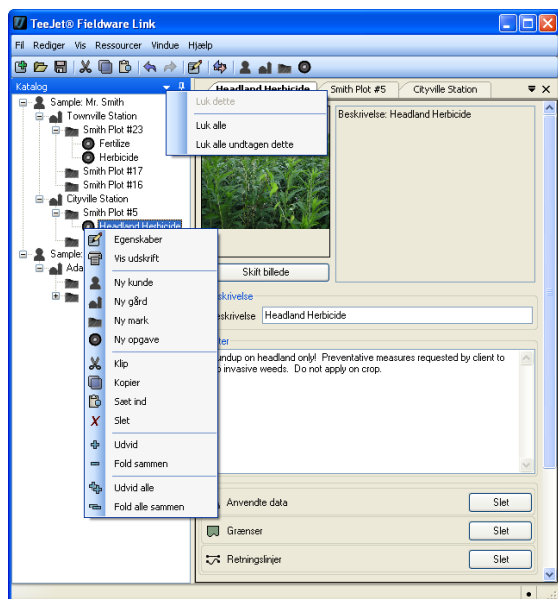 TeeJet® Fieldware Link
Fil Rediger Vis Ressourcer Vindue Hjælp
Katalog
Headland Herbicide
Smith Plot #5
Cityville Station
Luk dette
Luk alle
Luk alle undtagen dette
Sample: Mr. Smith
Townville Station
Smith Plot #23
Fertilize
Herbicide
Smith Plot #17
Smith Plot #16
Cityville Station
Smith Plot #5
Headland Herbicide
Sample:
Ada
Egenskaber
Vis udskrift
Ny kunde
Ny gård
Ny mark
Ny opgave
Klip
Kopier
Sæt ind
Slet
Udvid
Fold sammen
Udvid alle
Fold alle sammen
Beskrivelse: Headland Herbicide
Skift billede
skrivelse
eskrivelse Headland Herbicide
ter
undup on headland only! Preventative measures requested by client to
invasive weeds. Do not apply on crop.
Anvendte data Slet
Grænser Slet
Retningslinjer Slet